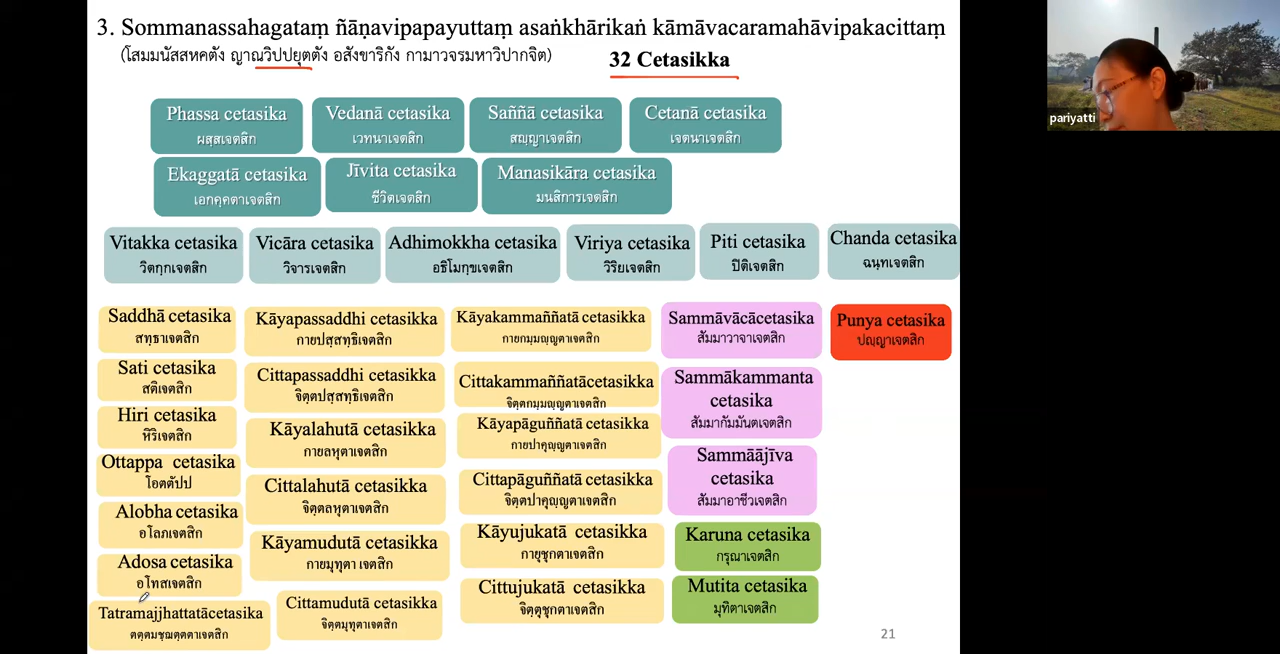 3. Sommanassahagataṃ ñāṇavipapayuttaṃ asaṅkhārikaṅ kāmāvacaramahāvipakacittaṃ
(โสมมนัสสหคตัง ญาณวิปปยุตตัง อสังขาริกัง กามาวจรมหาวิปากจิต)
32 Cetasikka
Phassa cetasika
ผสฺสเจตสิก
Vedanā cetasika
เวทนาเจตสิก
Saññā cetasika
สญฺญาเจตสิก
Cetanā cetasika
เจตนาเจตสิก
Ekaggatā cetasika
เอกคฺคตาเจตสิก
Jīvita cetasika
ชีวิตเจตสิก
Manasikāra cetasika
มนสิการเจตสิก
Vitakka cetasika
วิตกฺกเจตสิก
Vicāra cetasika
วิจารเจตสิก
Adhimokkha cetasika
อธิโมกฺขเจตสิก
Viriya cetasika
วิริยเจตสิก
Piti cetasika
ปีติเจตสิก
Chanda cetasika
ฉนฺทเจตสิก
Saddhā cetasika
สทฺธาเจตสิก
Sati cetasika
สติเจตสิก
Hiri cetasika
หิริเจตสิก
Ottappa cetasika
โอตตัปป
Alobha cetasika
อโลภเจตสิก
Adosa cetasika
อโทสเจตสิก
Tatramajjhattatācetasika
ตตฺตมชฺฌตฺตตาเจตสิก
Kāyapassaddhi cetasikka
กายปสฺสทฺธิเจตสิก
Cittapassaddhi cetasikka
จิตฺตปสฺสทฺธิเจตสิก
Kāyalahutā cetasikka
กายลหุตาเจตสิก
Cittalahutā cetasikka
จิตฺตลหุตาเจตสิก
Kāyamudutā cetasikka
กายมุทุตา เจตสิก
Cittamudutā cetasikka
จิตฺตมุทุตาเจตสิก
Kāyakammaññatā cetasikka
กายกมฺมญฺญตาเจตสิก
Cittakammaññatācetasikka
จิตฺตกมฺมญฺญตาเจตสิก
Kāyapāguññatā cetasikka
กายปาคุญฺญตาเจตสิก
Cittapāguññatā cetasikka
จิตฺตปาคุญฺญตาเจตสิก
Kāyujukatā cetasikka
กายุชุกตาเจตสิก
Cittujukatā cetasikka
จิตฺตุชุกตาเจตสิก
Sammāvācācetasika
สัมมาวาจาเจตสิก
Sammākammanta
cetasika
สัมมากัมมันตเจตสิก
Sammāājīva
cetasika
สัมมาอาชีวเจตสิก
Karuna cetasika
กรุณาเจตสิก
Mutita cetasika
มุทิตาเจตสิก
Punya cetasika
ปญฺญาเจตสิก
21
pariyatti